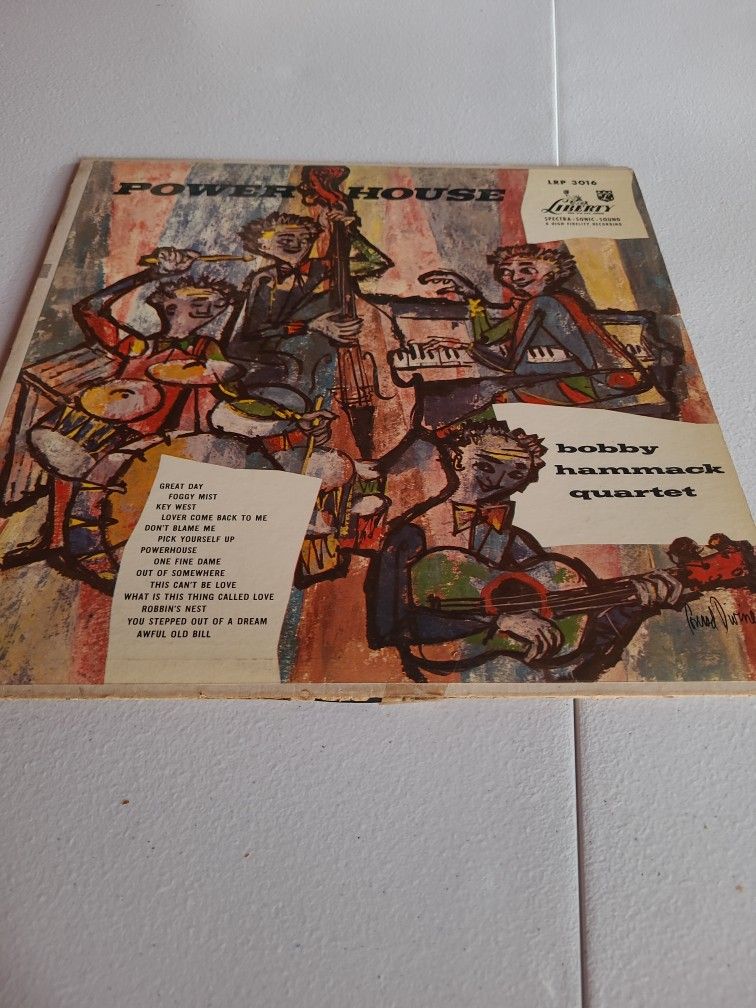 POWER HOUSE
LRP 3016
LIBERTY
SPECTRA-SONIC-SOUND
A HIGH FIDELITY RECORDING
bobby
hammack
quartet
GREAT DAY
FOGGY MIST
KEY WEST
LOVER COME BACK TO ME
DON'T BLAME ME
PICK YOURSELF UP
POWERHOUSE
ONE FINE DAME
OUT OF SOMEWHERE
THIS CAN'T BE LOVE
WHAT IS THIS THING CALLED LOVE
ROBBIN'S NEST
YOU STEPPED OUT OF A DREAM
AWFUL OLD BILL